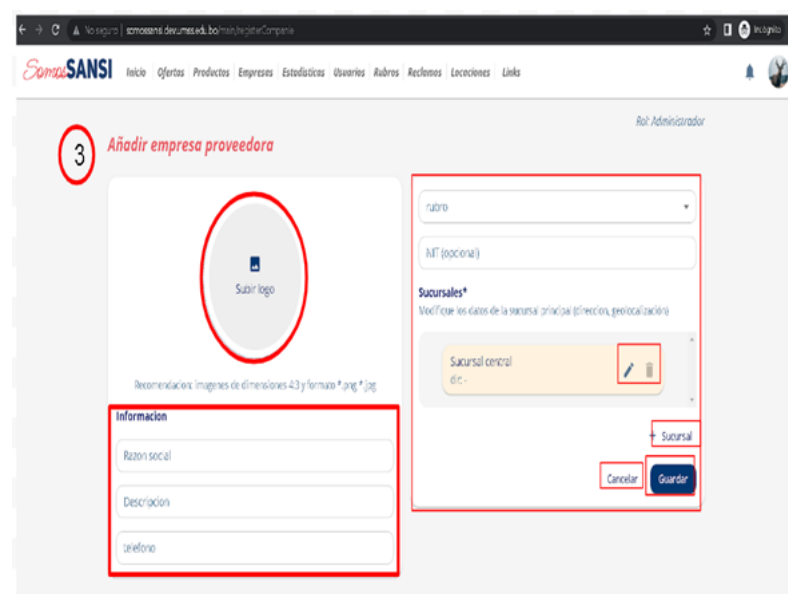 No seguro | somossansi.dev.umss.edu.bo/main/registerCompanie
Incógnito
SomosSANSI Inicio Ofertas Productos Empresas Estadisticas Usuarios Rubros Reclamos Locaciones Links
Rol: Administrador
3
Añadir empresa proveedora
Subir logo
Recomendacion: imagenes de dimensiones 4:3 y formato *.png *.jpg
Informacion
Razon social
Descripcion
telefono
rubro
NIT (opcional)
Sucursales*
Modifique los datos de la sucursal principal (direccion, geolocalización)
Sucursal central
dir: -
+ Sucursal
Cancelar Guardar